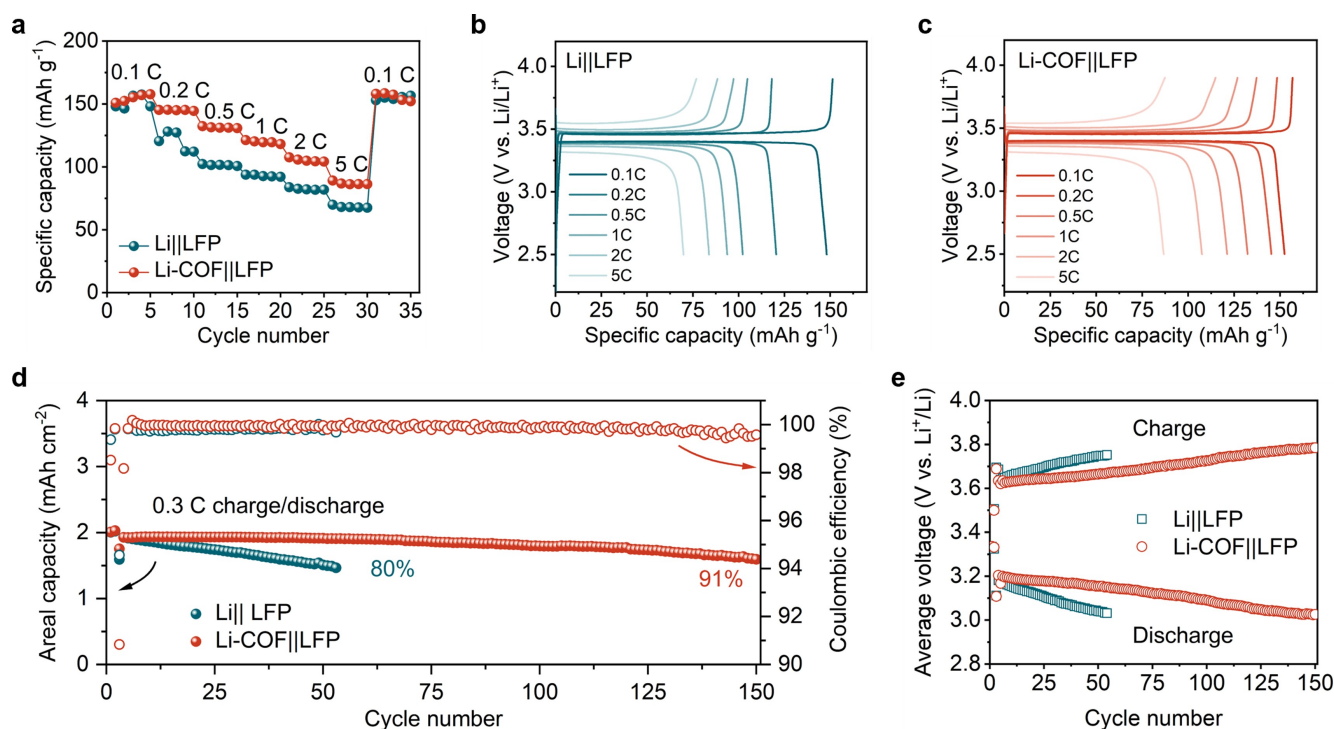 a
Specific capacity (mAh g⁻¹)
200
150
100
50
0
0.1 C
0.2 C
0.5 C
1 C
2 C
5 C
0.1 C
Li||LFP
Li-COF||LFP
0 5 10 15 20 25 30 35
Cycle number
b
Voltage (V vs. Li/Li⁺)
4.0
3.5
3.0
2.5
Li||LFP
0.1C
0.2C
0.5C
1C
2C
5C
0 25 50 75 100 125 150
Specific capacity (mAh g⁻¹)
c
Voltage (V vs. Li/Li⁺)
4.0
3.5
3.0
2.5
Li-COF||LFP
0.1C
0.2C
0.5C
1C
2C
5C
0 25 50 75 100 125 150
Specific capacity (mAh g⁻¹)
d
Areal capacity (mAh cm⁻²)
4
3
2
1
0
0.3 C charge/discharge
80%
91%
Li|| LFP
Li-COF||LFP
100
98
96
94
92
90
Coulombic efficiency (%)
0 25 50 75 100 125 150
Cycle number
e
Average voltage (V vs. Li⁺/Li)
4.0
3.8
3.6
3.4
3.2
3.0
2.8
Charge
Li||LFP
Li-COF||LFP
Discharge
0 25 50 75 100 125 150
Cycle number